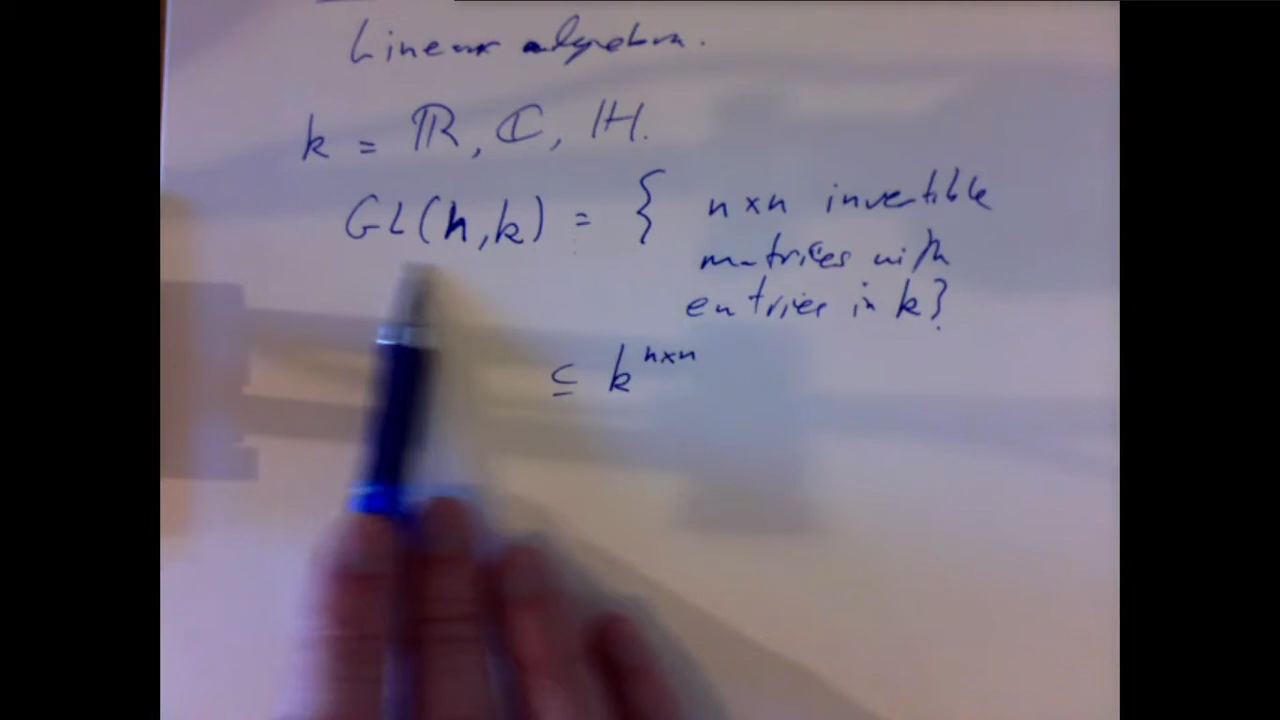 Linear algebra.
k = ℝ, ℂ, ℍ.
GL(n,k) = { n×n invertible
matrices with
entries in k}
⊆ k^{n×n}